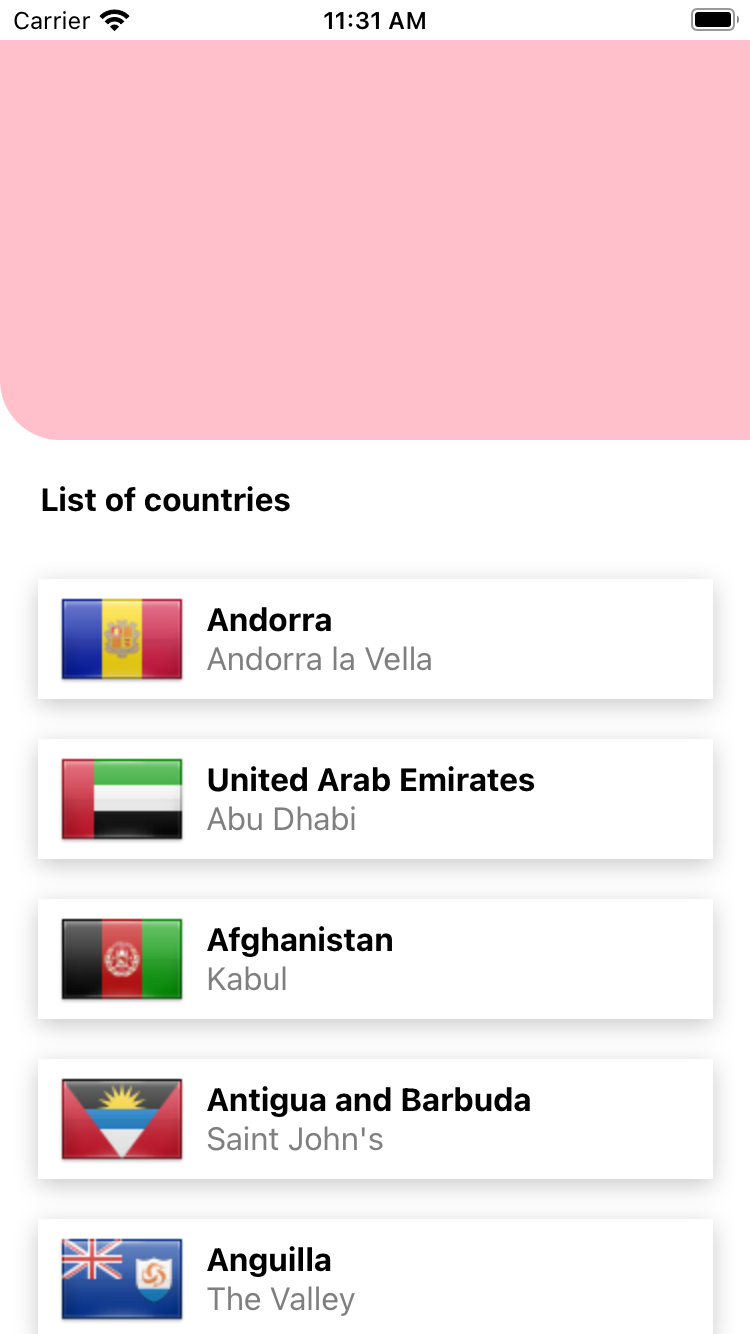 Carrier 11:31 AM
List of countries
Andorra
Andorra la Vella
United Arab Emirates
Abu Dhabi
Afghanistan
Kabul
Antigua and Barbuda
Saint John's
Anguilla
The Valley